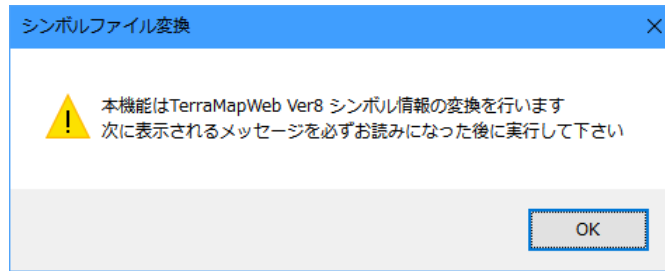 シンボルファイル変換
本機能はTerraMapWeb Ver8 シンボル情報の変換を行います
次に表示されるメッセージを必ずお読みになった後に実行して下さい
OK